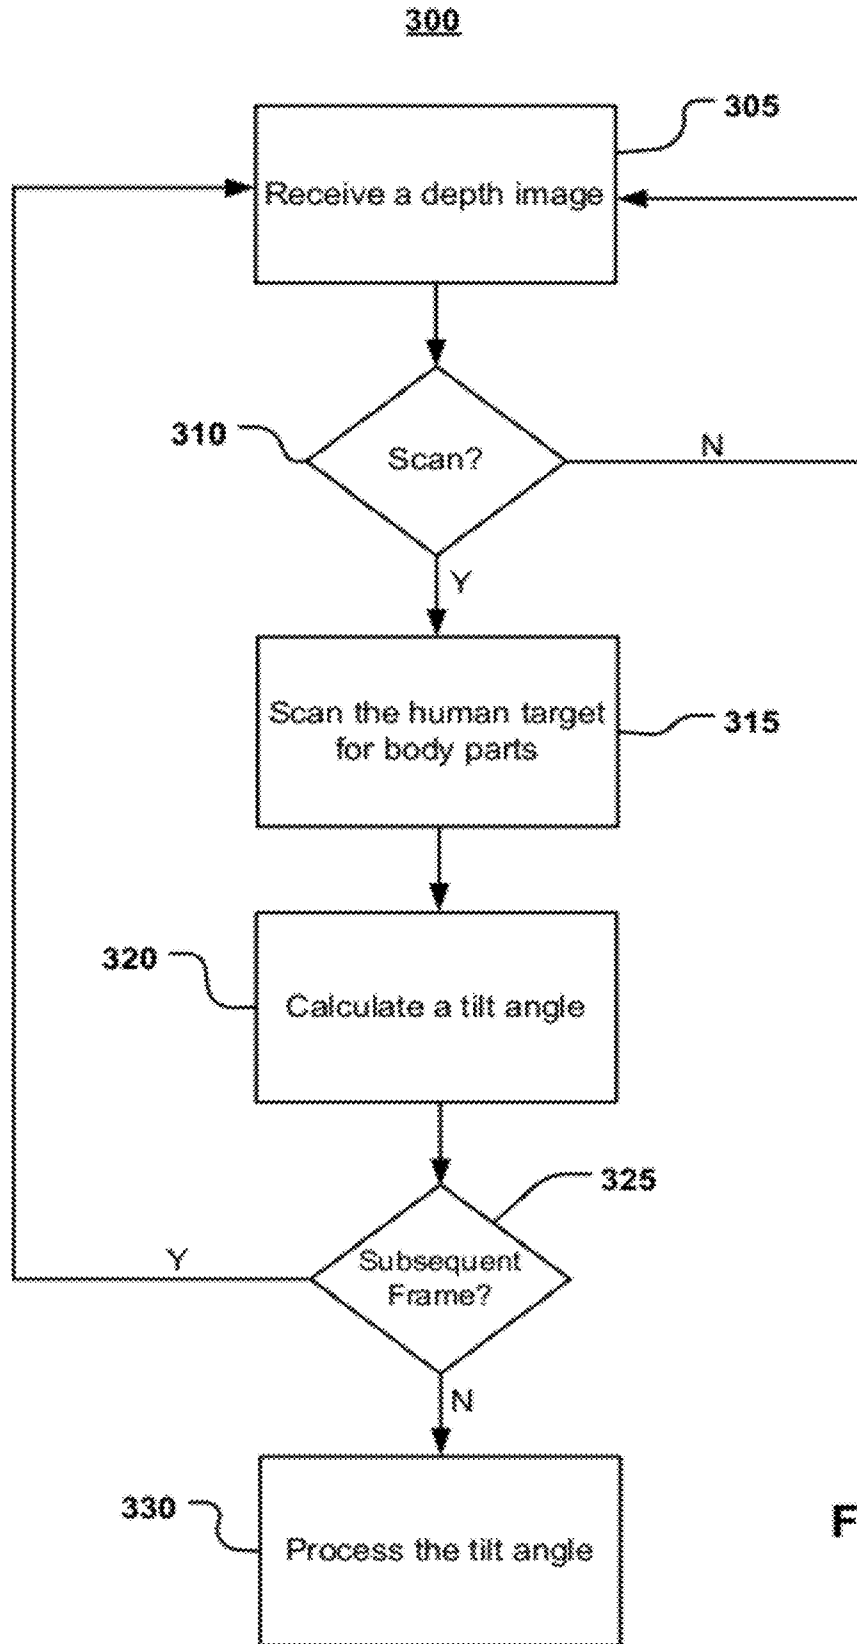 300
305
Receive a depth image
310
Scan?
N
Y
Scan the human target
for body parts
315
320
Calculate a tilt angle
325
Subsequent
Frame?
Y
N
330
Process the tilt angle
F